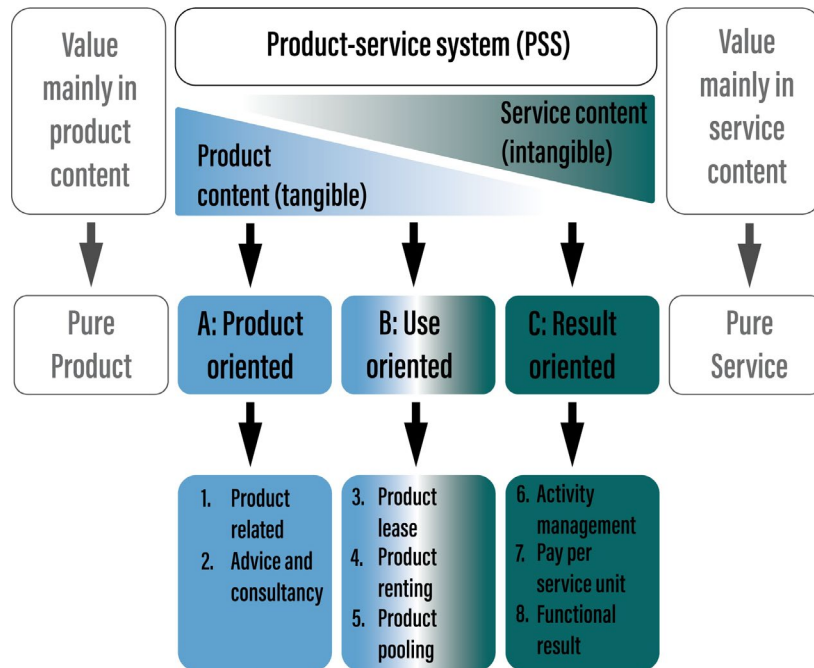 Value
mainly in
product
content
Product-service system (PSS)
Service content
(intangible)
Product
content (tangible)
Value
mainly in
service
content
Pure
Product
A: Product
oriented
B: Use
oriented
C: Result
oriented
Pure
Service
1. Product
related
2. Advice and
consultancy
3. Product
lease
4. Product
renting
5. Product
pooling
6. Activity
management
7. Pay per
service unit
8. Functional
result